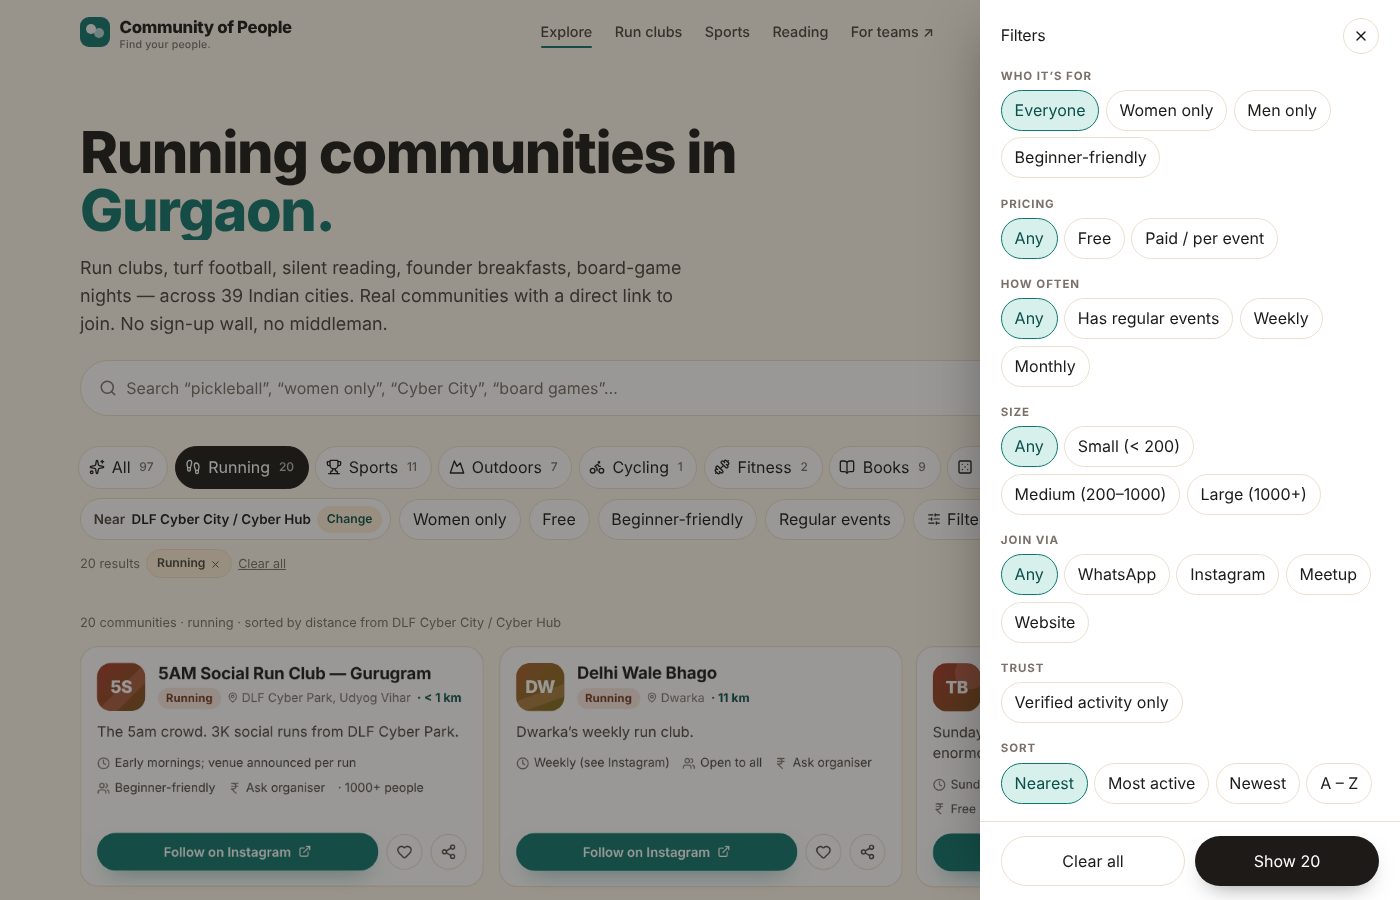 Community of People
Find your people.
Explore Run clubs Sports Reading For teams ↗
Running communities in
Gurgaon.
Run clubs, turf football, silent reading, founder breakfasts, board-game
nights — across 39 Indian cities. Real communities with a direct link to
join. No sign-up wall, no middleman.
Search “pickleball”, “women only”, “Cyber City”, “board games”…
All 97 Running 20 Sports 11 Outdoors 7 Cycling 1 Fitness 2 Books 9
Near DLF Cyber City / Cyber Hub Change Women only Free Beginner-friendly Regular events Filte
20 results Running × Clear all
20 communities · running · sorted by distance from DLF Cyber City / Cyber Hub
5S
5AM Social Run Club — Gurugram
Running DLF Cyber Park, Udyog Vihar · < 1 km
The 5am crowd. 3K social runs from DLF Cyber Park.
Early mornings; venue announced per run
Beginner-friendly ₹ Ask organiser · 1000+ people
Follow on Instagram
DW
Delhi Wale Bhago
Running Dwarka · 11 km
Dwarka’s weekly run club.
Weekly (see Instagram) Open to all ₹ Ask organiser
Follow on Instagram
TB
Sunday
enormo
Sund
₹ Free
Filters
WHO IT’S FOR
Everyone Women only Men only
Beginner-friendly
PRICING
Any Free Paid / per event
HOW OFTEN
Any Has regular events Weekly
Monthly
SIZE
Any Small (< 200)
Medium (200–1000) Large (1000+)
JOIN VIA
Any WhatsApp Instagram Meetup
Website
TRUST
Verified activity only
SORT
Nearest Most active Newest A – Z
Clear all Show 20